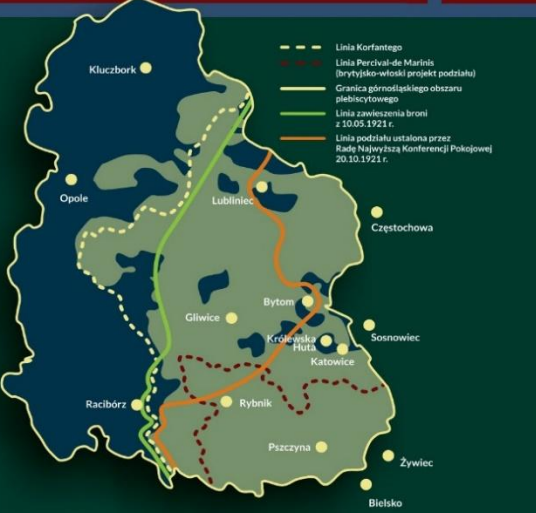 Linia Korfantego
Linia Percival-de Marinis
(brytyjsko-włoski projekt podziału)
Granica górnośląskiego obszaru
plebiscytowego
Linia zawieszenia broni
z 10.05.1921 r.
Linia podziału ustalona przez
Radę Najwyższą Konferencji Pokojowej
20.10.1921 r.
Kluczbork
Opole
Lubliniec
Częstochowa
Bytom
Gliwice
Królewska
Huta
Sosnowiec
Katowice
Racibórz
Rybnik
Pszczyna
Żywiec
Bielsko